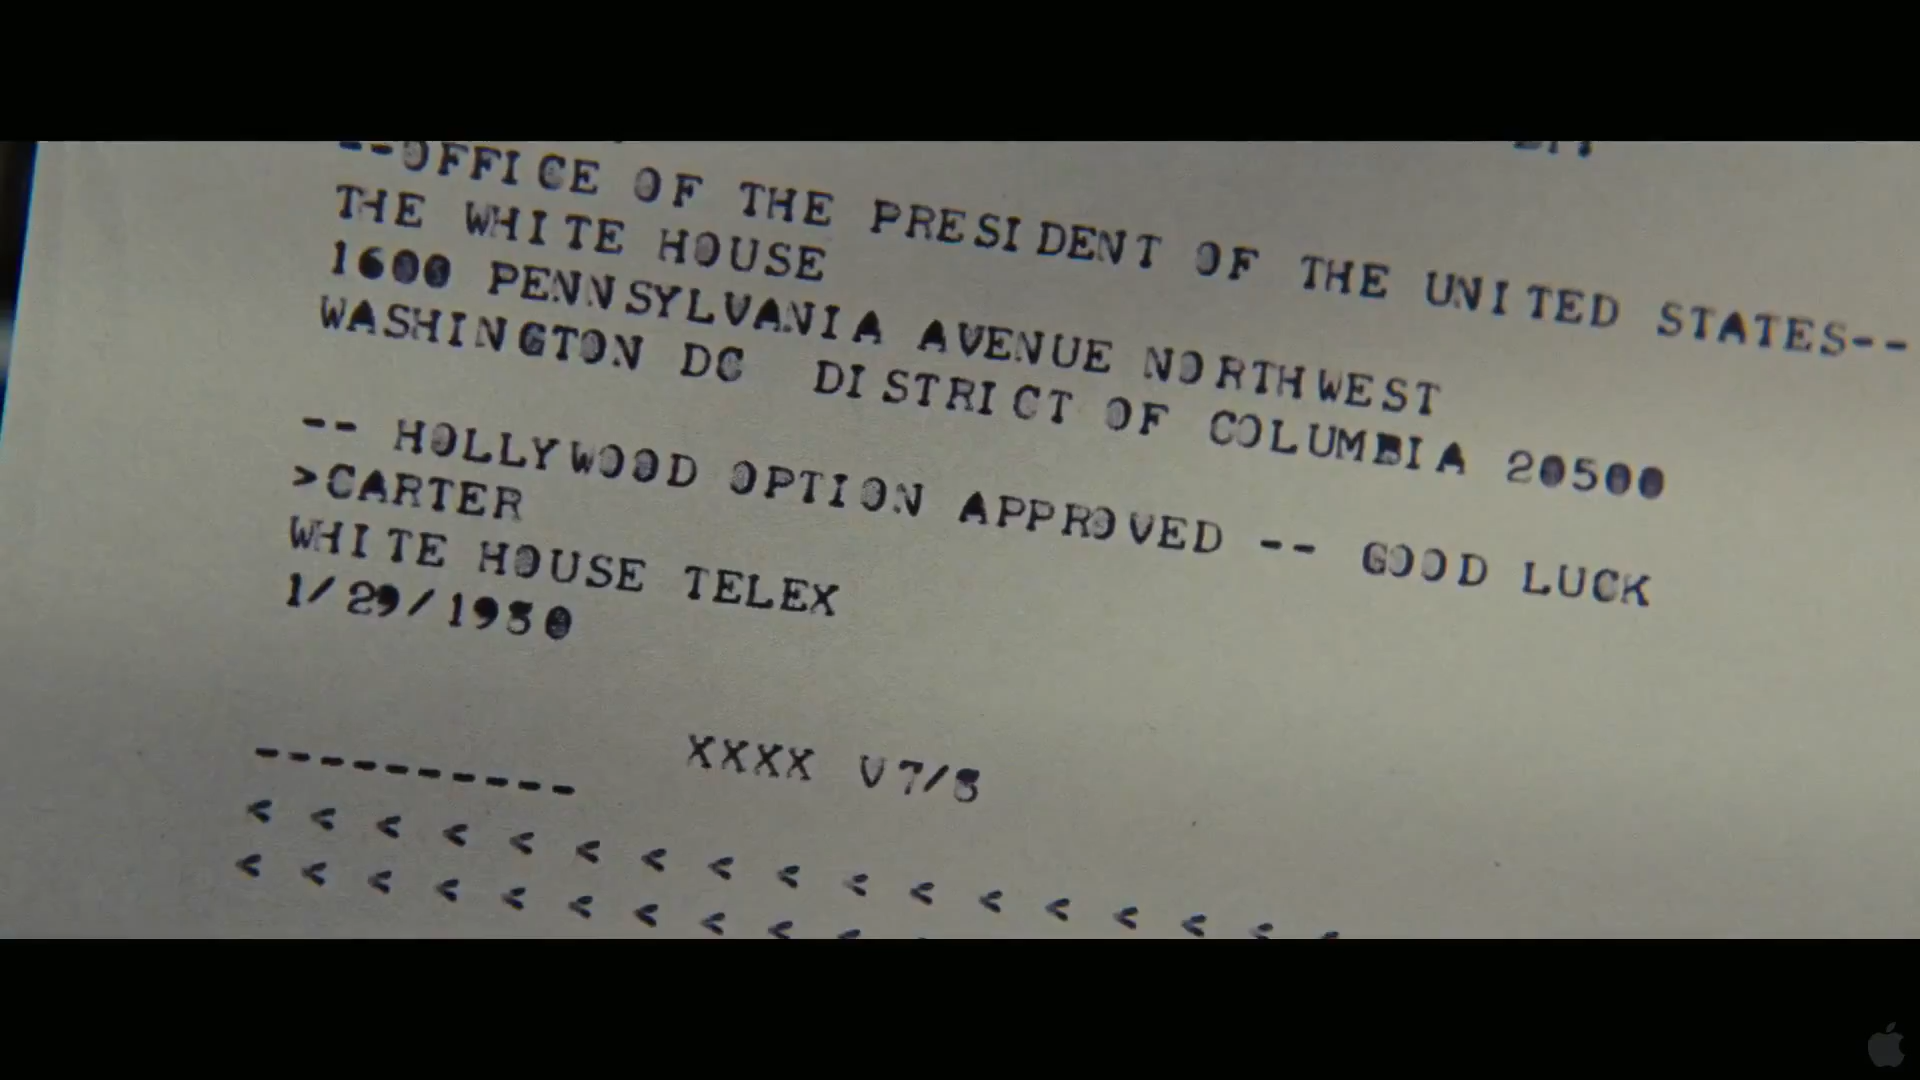 --OFFICE OF THE PRESIDENT OF THE UNITED STATES--
THE WHITE HOUSE
1600 PENNSYLVANIA AVENUE NORTHWEST
WASHINGTON DC  DISTRICT OF COLUMBIA 20500
-- HOLLYWOOD OPTION APPROVED -- GOOD LUCK
>CARTER
WHITE HOUSE TELEX
1/29/1980
----------   XXXX V7/8
< < < < < < < < < < < < < < < < <
< < < < < < < < < <